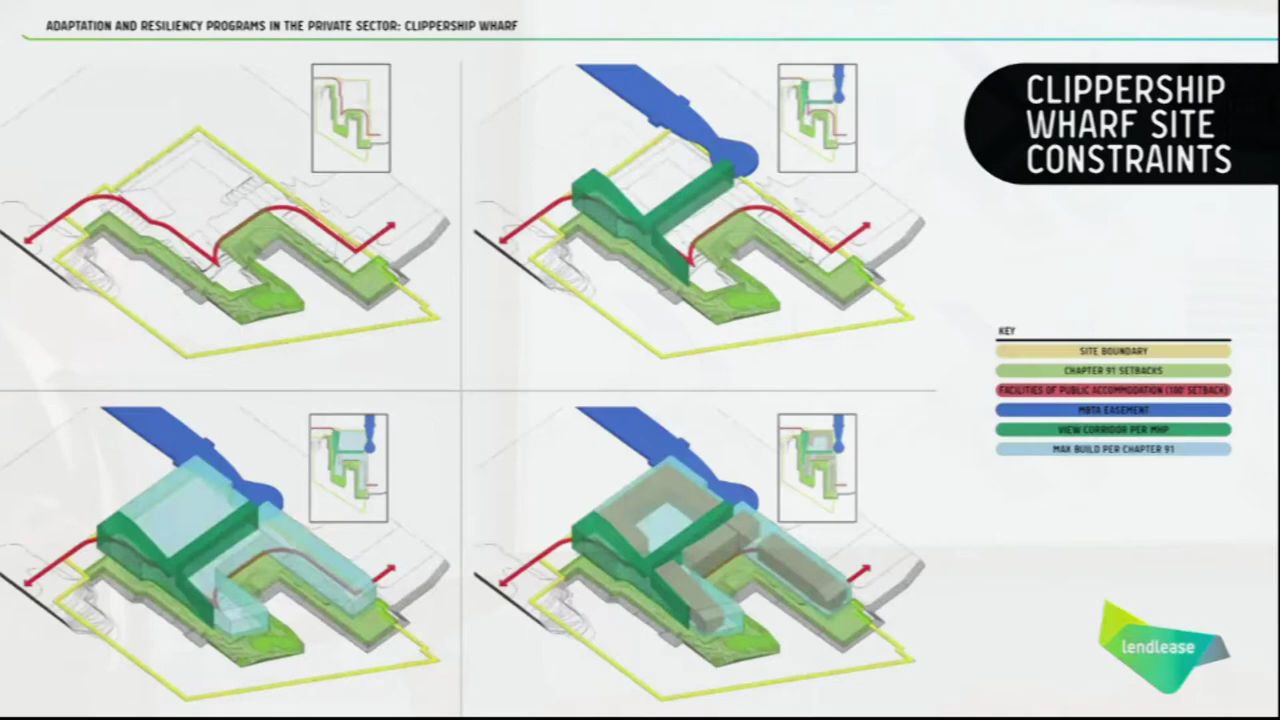 ADAPTATION AND RESILIENCY PROGRAMS IN THE PRIVATE SECTOR: CLIPPERSHIP WHARF
CLIPPERSHIP
WHARF SITE
CONSTRAINTS
KEY
SITE BOUNDARY
CHAPTER 91 SETBACKS
FACILITIES OF PUBLIC ACCOMMODATION (100' SETBACK)
MBTA EASEMENT
VIEW CORRIDOR PER MHP
MAX BUILD PER CHAPTER 91
lendlease